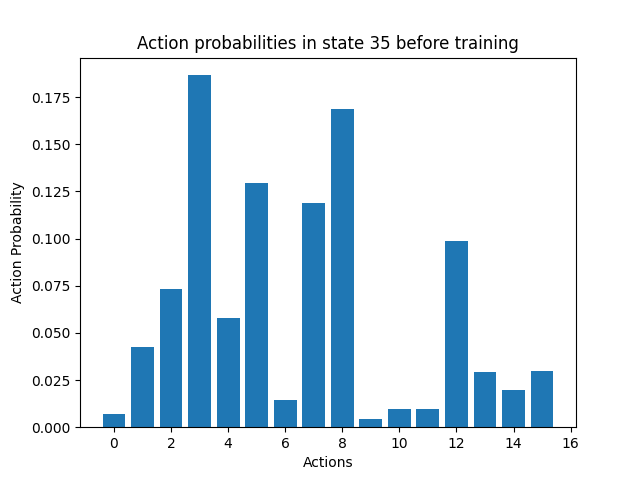 Action probabilities in state 35 before training
0.175
0.150
0.125
0.100
0.075
0.050
0.025
0.000
Action Probability
0 2 4 6 8 10 12 14 16
Actions